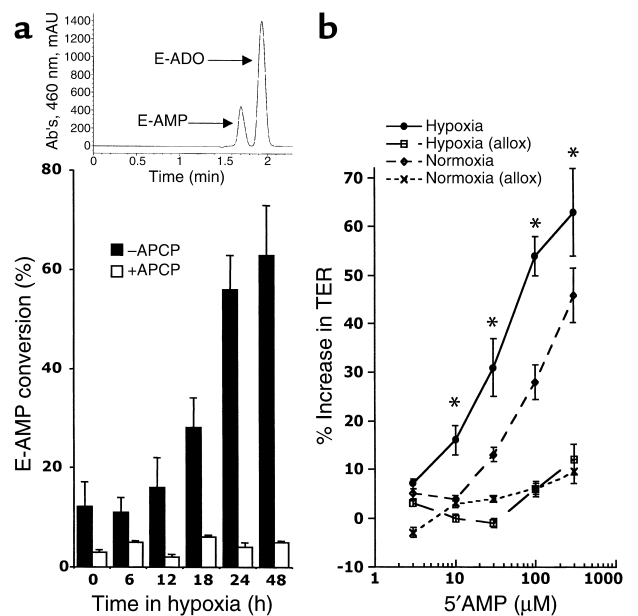 a
1400
1200
1000
800
600
400
200
0
Ab's, 460 nm, mAU
E-ADO
E-AMP
0 0.5 1 1.5 2
Time (min)
80
60
40
20
0
E-AMP conversion (%)
–APCP
+APCP
0 6 12 18 24 48
Time in hypoxia (h)
b
Hypoxia
Hypoxia (allox)
Normoxia
Normoxia (allox)
70
60
50
40
30
20
10
0
-10
% Increase in TER
* * * *
1 10 100 1000
5′AMP (μM)